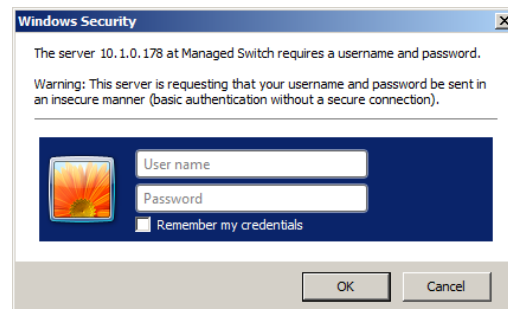 Windows Security
The server 10.1.0.178 at Managed Switch requires a username and password.
Warning: This server is requesting that your username and password be sent in
an insecure manner (basic authentication without a secure connection).
User name
Password
Remember my credentials
OK Cancel